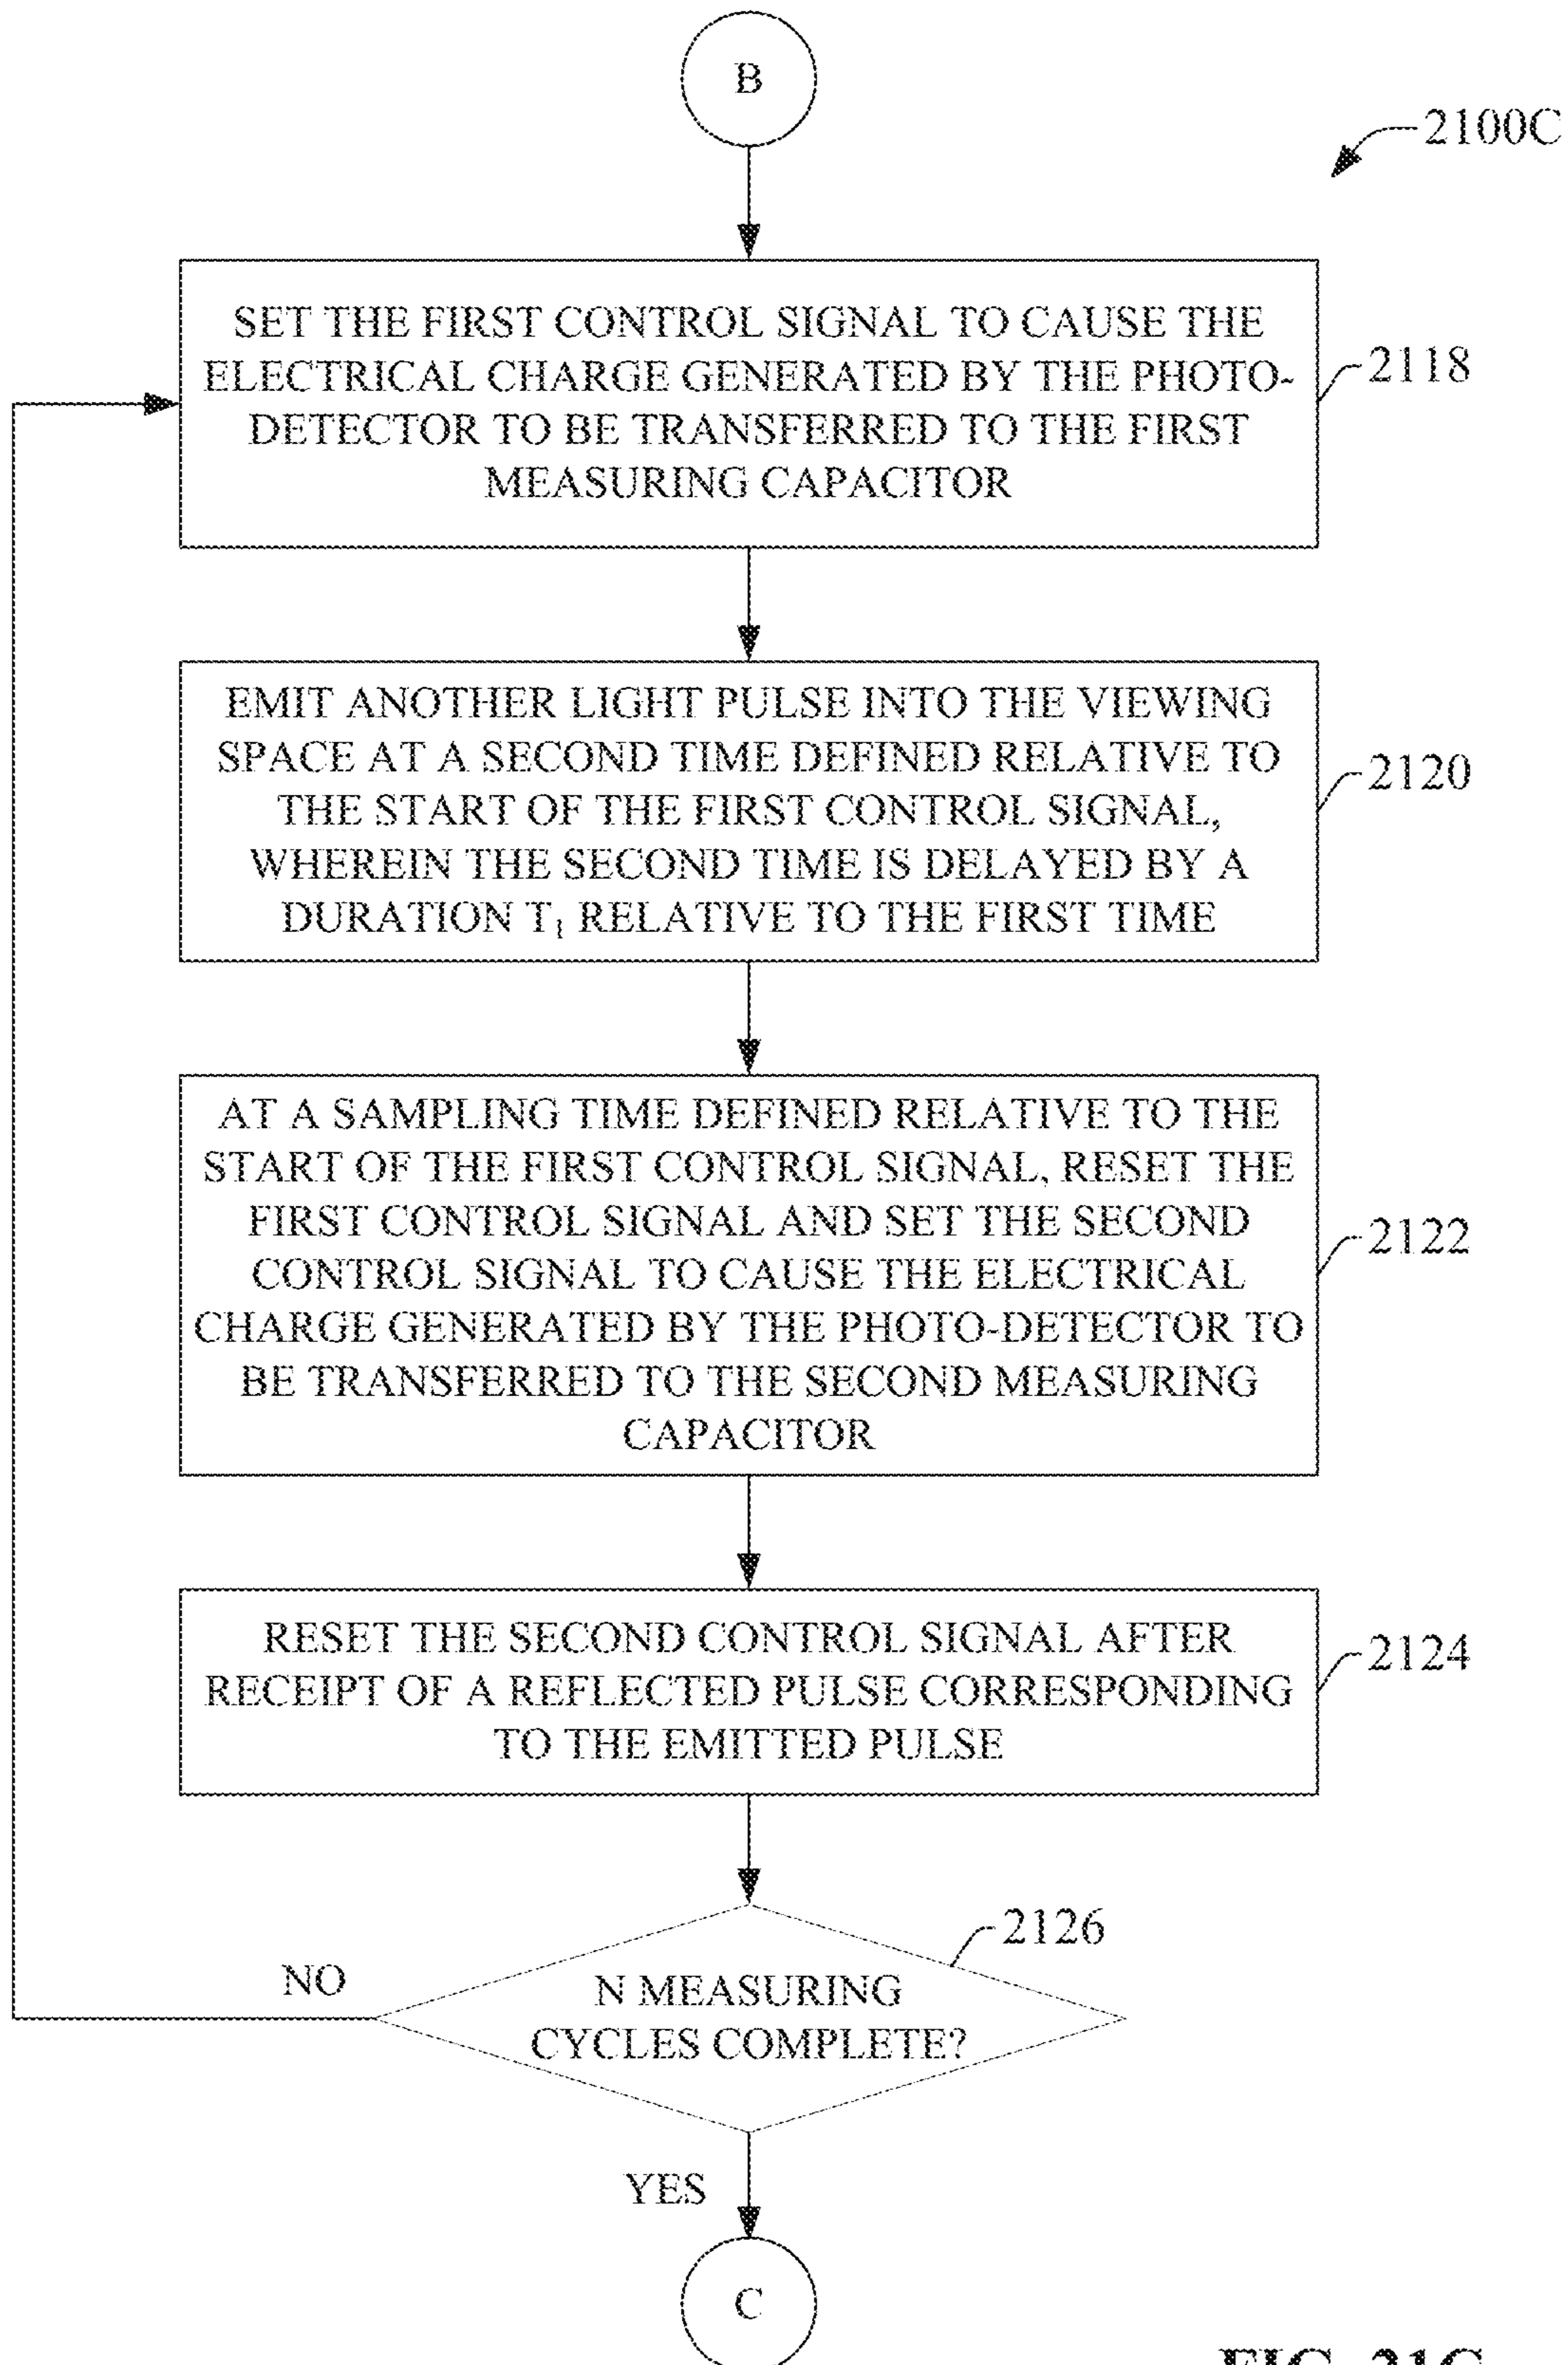 B
2100C
SET THE FIRST CONTROL SIGNAL TO CAUSE THE
ELECTRICAL CHARGE GENERATED BY THE PHOTO-
DETECTOR TO BE TRANSFERRED TO THE FIRST
MEASURING CAPACITOR
2118
EMIT ANOTHER LIGHT PULSE INTO THE VIEWING
SPACE AT A SECOND TIME DEFINED RELATIVE TO
THE START OF THE FIRST CONTROL SIGNAL,
WHEREIN THE SECOND TIME IS DELAYED BY A
DURATION T₁ RELATIVE TO THE FIRST TIME
2120
AT A SAMPLING TIME DEFINED RELATIVE TO THE
START OF THE FIRST CONTROL SIGNAL, RESET THE
FIRST CONTROL SIGNAL AND SET THE SECOND
CONTROL SIGNAL TO CAUSE THE ELECTRICAL
CHARGE GENERATED BY THE PHOTO-DETECTOR TO
BE TRANSFERRED TO THE SECOND MEASURING
CAPACITOR
2122
RESET THE SECOND CONTROL SIGNAL AFTER
RECEIPT OF A REFLECTED PULSE CORRESPONDING
TO THE EMITTED PULSE
2124
2126
N MEASURING
CYCLES COMPLETE?
NO
YES
C
FIG. 21C